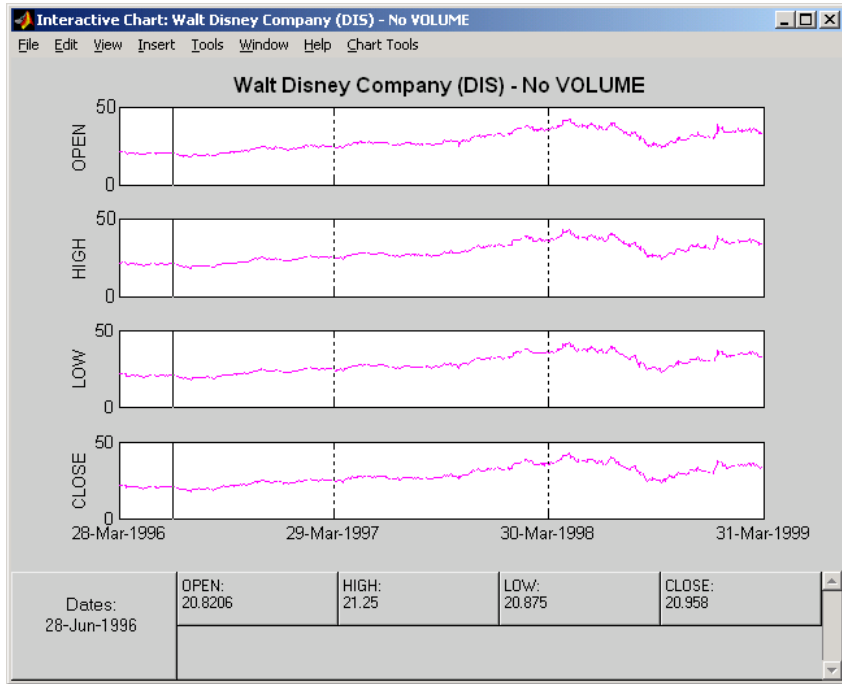 Interactive Chart: Walt Disney Company (DIS) - No VOLUME
File Edit View Insert Tools Window Help Chart Tools
Walt Disney Company (DIS) - No VOLUME
50
OPEN
0
50
HIGH
0
50
LOW
0
50
CLOSE
0
28-Mar-1996 29-Mar-1997 30-Mar-1998 31-Mar-1999
Dates:
28-Jun-1996
OPEN:
20.8206
HIGH:
21.25
LOW:
20.875
CLOSE:
20.958